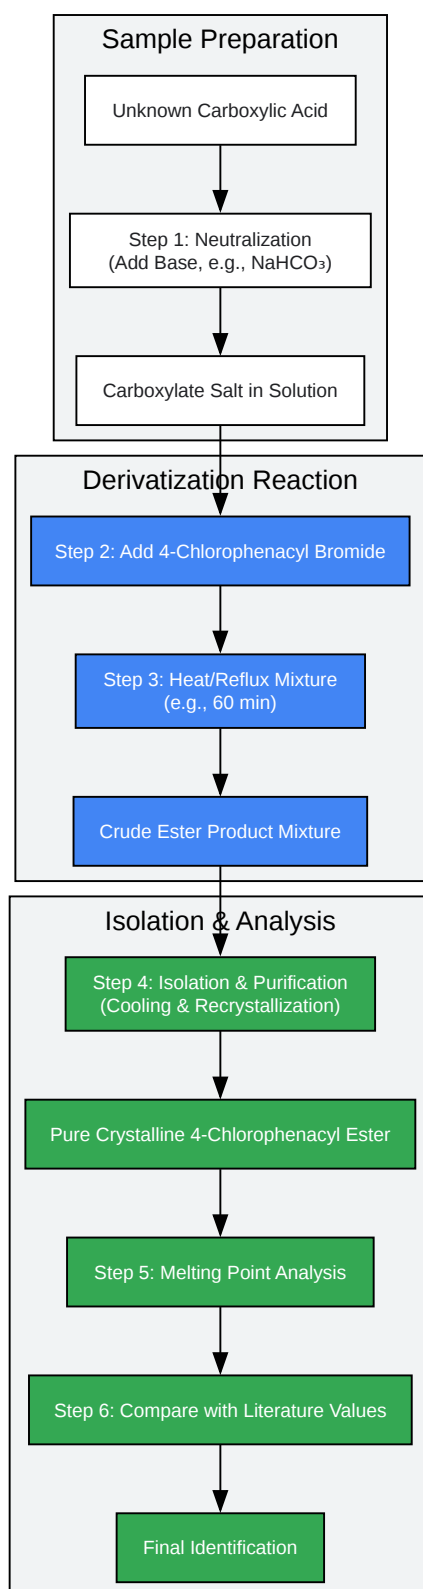 Sample Preparation
Unknown Carboxylic Acid
Step 1: Neutralization
(Add Base, e.g., NaHCO₃)
Carboxylate Salt in Solution
Derivatization Reaction
Step 2: Add 4-Chlorophenacyl Bromide
Step 3: Heat/Reflux Mixture
(e.g., 60 min)
Crude Ester Product Mixture
Isolation & Analysis
Step 4: Isolation & Purification
(Cooling & Recrystallization)
Pure Crystalline 4-Chlorophenacyl Ester
Step 5: Melting Point Analysis
Step 6: Compare with Literature Values
Final Identification